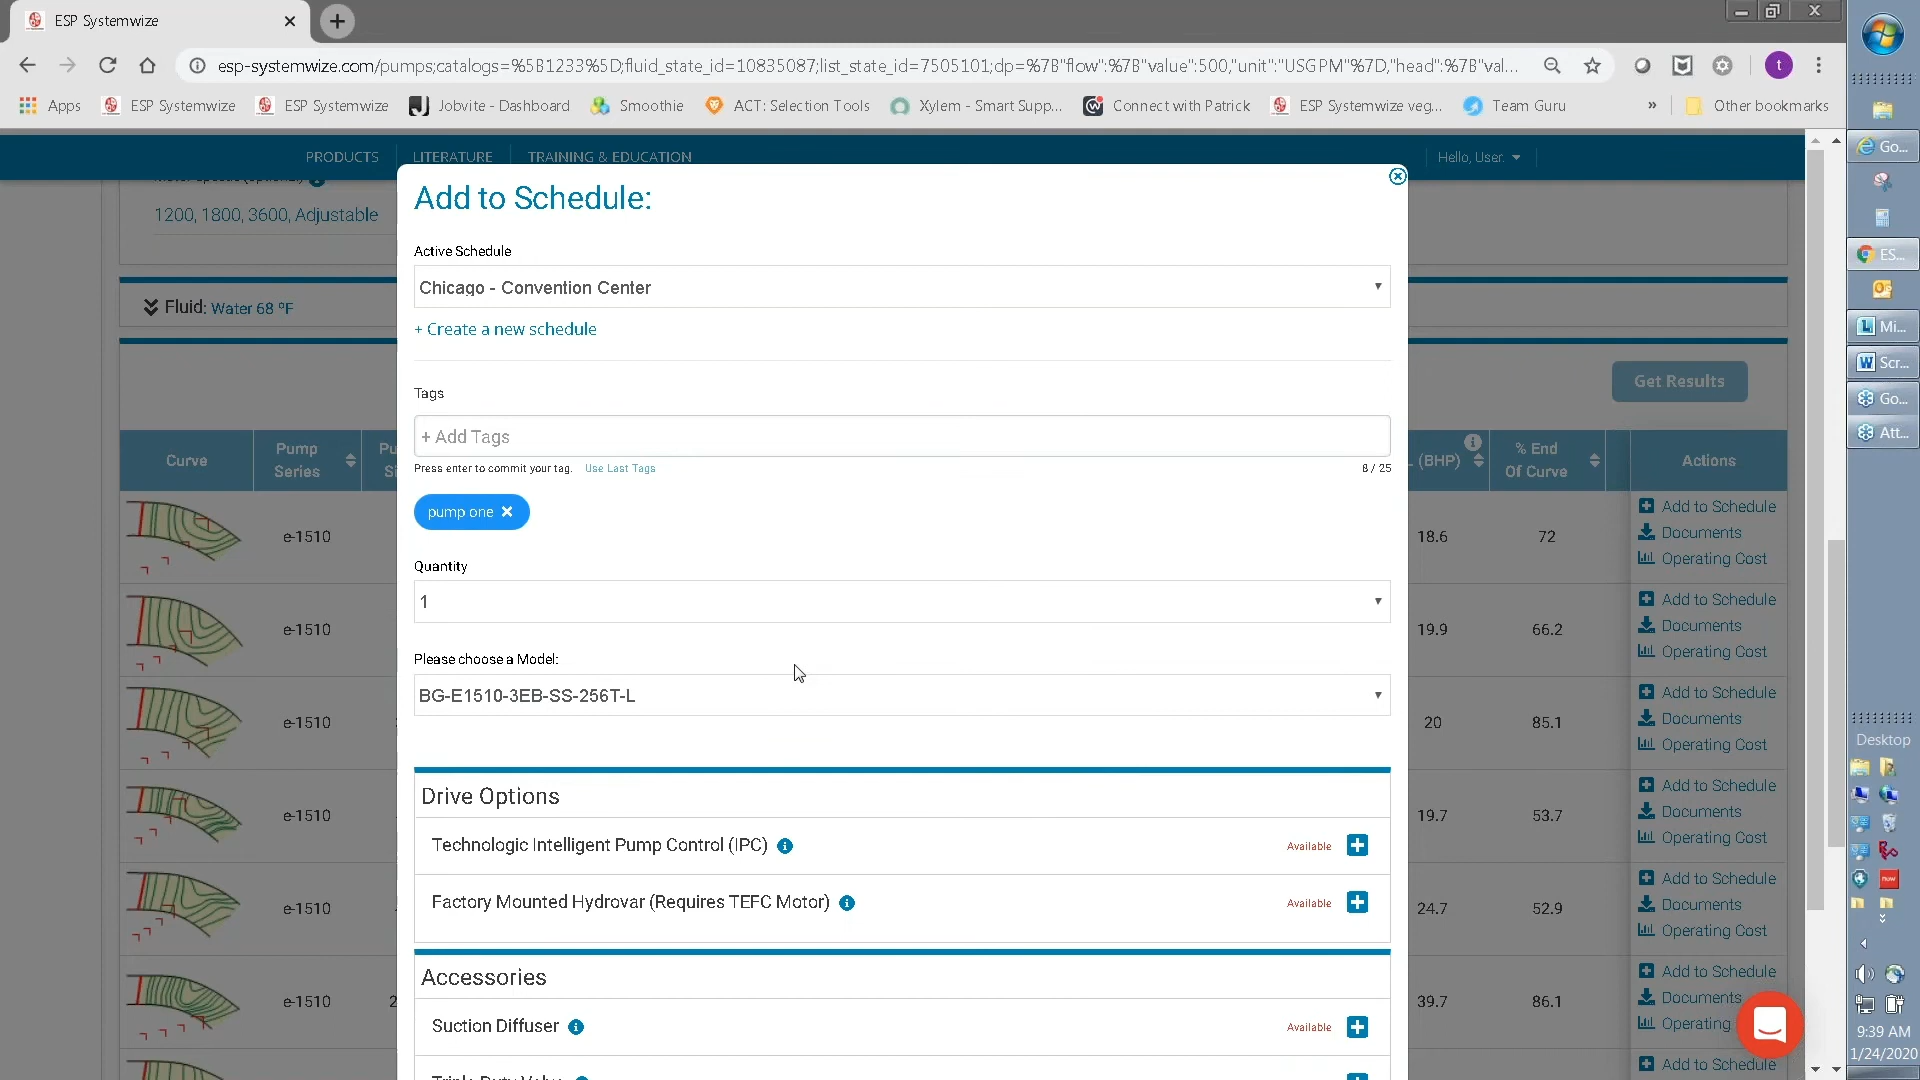 ESP Systemwize
esp-systemwize.com/pumps;catalogs=%5B1233%5D;fluid_state_id=10835087;list_state_id=7505101;dp=%7B"flow":%7B"value":500,"unit":"USGPM"%7D,"head":%7B"val...
t
Apps
ESP Systemwize
ESP Systemwize
Jobvite - Dashboard
Smoothie
ACT: Selection Tools
Xylem - Smart Supp...
Connect with Patrick
ESP Systemwize veg...
Team Guru
»
Other bookmarks
PRODUCTS
LITERATURE
TRAINING & EDUCATION
Hello, User.
1200, 1800, 3600, Adjustable
Fluid: Water 68 ºF
Get Results
Curve
Pump Series
Pu
Si
(BHP)
% End Of Curve
Actions
e-1510
18.6
72
Add to Schedule
Documents
Operating Cost
e-1510
19.9
66.2
Add to Schedule
Documents
Operating Cost
e-1510
20
85.1
Add to Schedule
Documents
Operating Cost
e-1510
19.7
53.7
Add to Schedule
Documents
Operating Cost
e-1510
24.7
52.9
Add to Schedule
Documents
Operating Cost
e-1510
2
39.7
86.1
Add to Schedule
Documents
Operating
Add to Schedule
Add to Schedule:
Active Schedule
Chicago - Convention Center
+ Create a new schedule
Tags
+ Add Tags
Press enter to commit your tag. Use Last Tags
8 / 25
pump one
Quantity
1
Please choose a Model:
BG-E1510-3EB-SS-256T-L
Drive Options
Technologic Intelligent Pump Control (IPC)
Available
Factory Mounted Hydrovar (Requires TEFC Motor)
Available
Accessories
Suction Diffuser
Available
Go...
ES...
Mi...
Scr...
Go...
Att...
Desktop
now
9:39 AM
1/24/2020